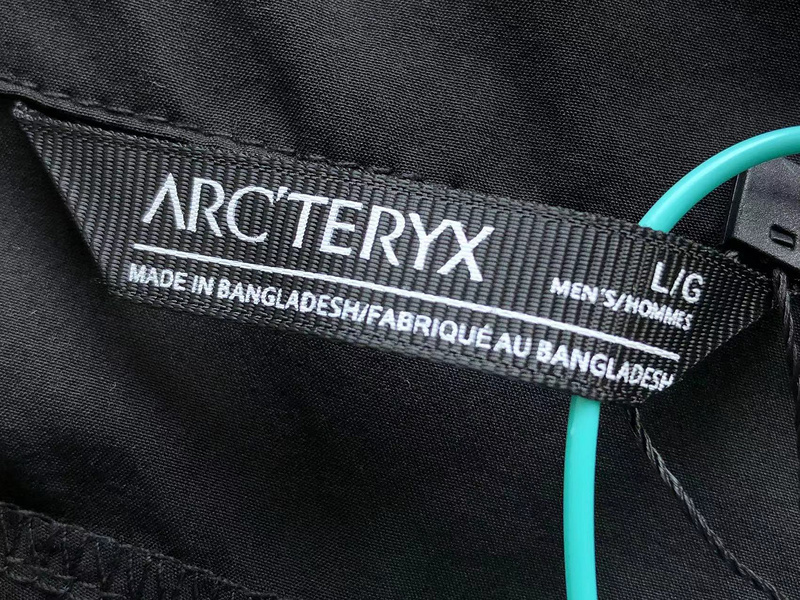 ARC'TERYX
L/G
MEN'S/HOMMES
MADE IN BANGLADESH/FABRIQUÉ AU BANGLADESH